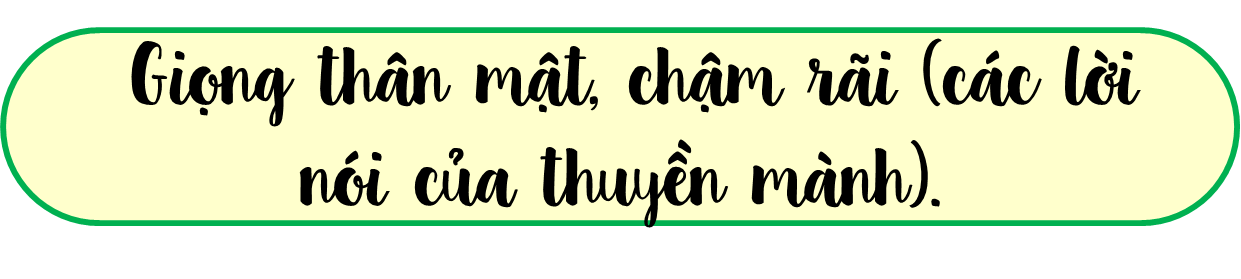 Giọng thân mật, chậm rãi (các lời
nói của thuyền mành).